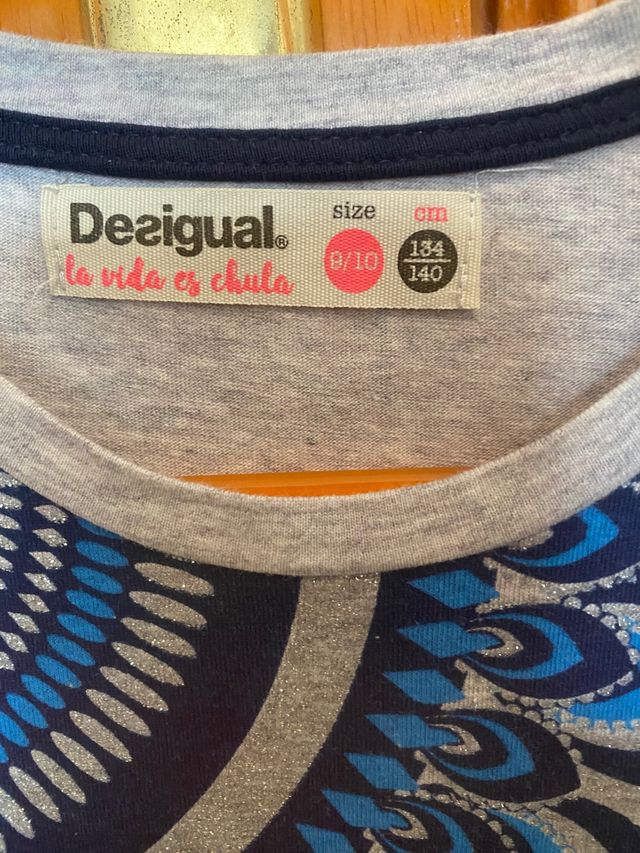 Desigual®
la vida es chula
size
9/10
cm
134
140